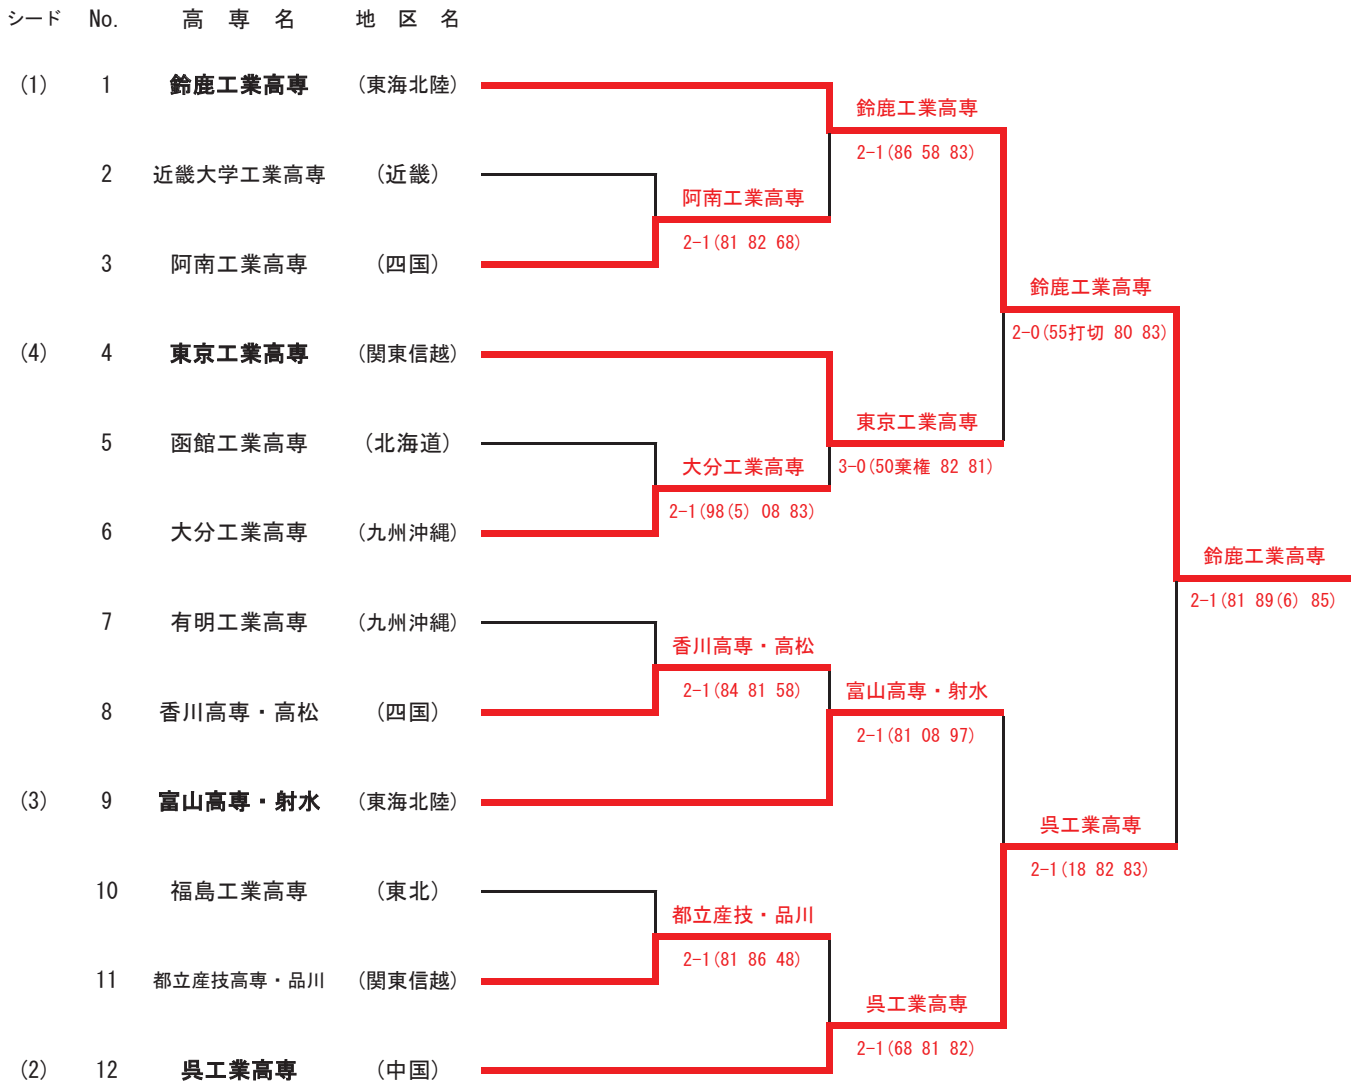 シード No. 高 専 名 地 区 名
(1) 1 鈴鹿工業高専 (東海北陸)
鈴鹿工業高専
2-1(86 58 83)
2 近畿大学工業高専 (近畿)
阿南工業高専
2-1(81 82 68)
3 阿南工業高専 (四国)
鈴鹿工業高専
2-0(55打切 80 83)
(4) 4 東京工業高専 (関東信越)
東京工業高専
3-0(50棄権 82 81)
5 函館工業高専 (北海道)
大分工業高専
2-1(98(5) 08 83)
6 大分工業高専 (九州沖縄)
鈴鹿工業高専
2-1(81 89(6) 85)
7 有明工業高専 (九州沖縄)
香川高専・高松
2-1(84 81 58)
8 香川高専・高松 (四国)
富山高専・射水
2-1(81 08 97)
(3) 9 富山高専・射水 (東海北陸)
呉工業高専
2-1(18 82 83)
10 福島工業高専 (東北)
都立産技・品川
2-1(81 86 48)
11 都立産技高専・品川 (関東信越)
呉工業高専
2-1(68 81 82)
(2) 12 呉工業高専 (中国)